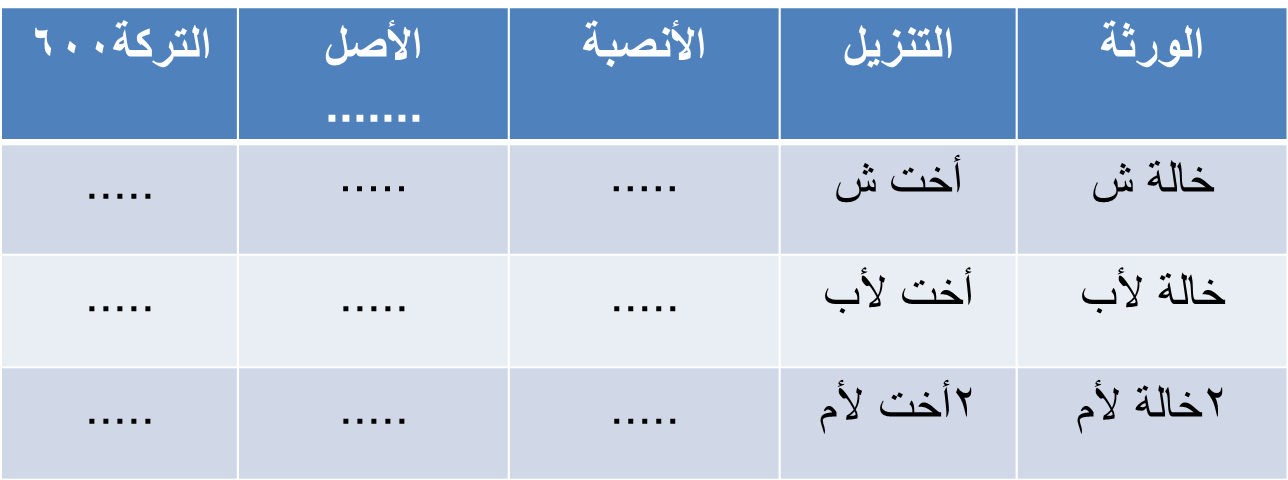 الورثة التنزيل الأنصبة الأصل التركة٦٠٠
.......
خالة ش أخت ش ..... ..... .....
خالة لأب أخت لأب ..... ..... .....
٢خالة لأم ٢أخت لأم ..... ..... .....